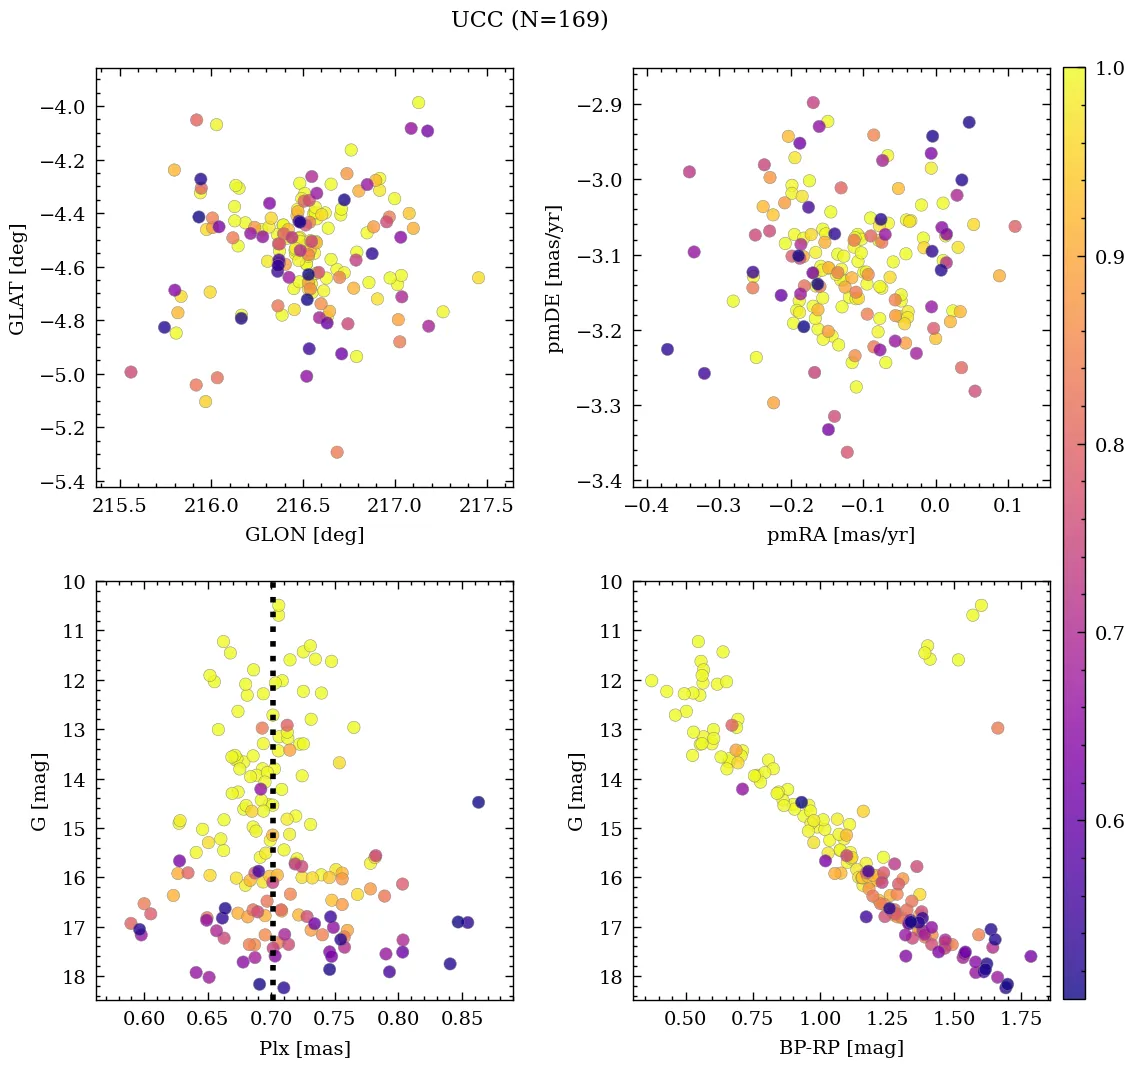 UCC (N=169)
−4.0
−4.2
−4.4
−4.6
−4.8
−5.0
−5.2
−5.4
GLAT [deg]
215.5 216.0 216.5 217.0 217.5
GLON [deg]
−2.9
−3.0
−3.1
−3.2
−3.3
−3.4
pmDE [mas/yr]
−0.4 −0.3 −0.2 −0.1 0.0 0.1
pmRA [mas/yr]
1.0
0.9
0.8
0.7
0.6
10
11
12
13
14
15
16
17
18
G [mag]
0.60 0.65 0.70 0.75 0.80 0.85
Plx [mas]
10
11
12
13
14
15
16
17
18
G [mag]
0.50 0.75 1.00 1.25 1.50 1.75
BP-RP [mag]